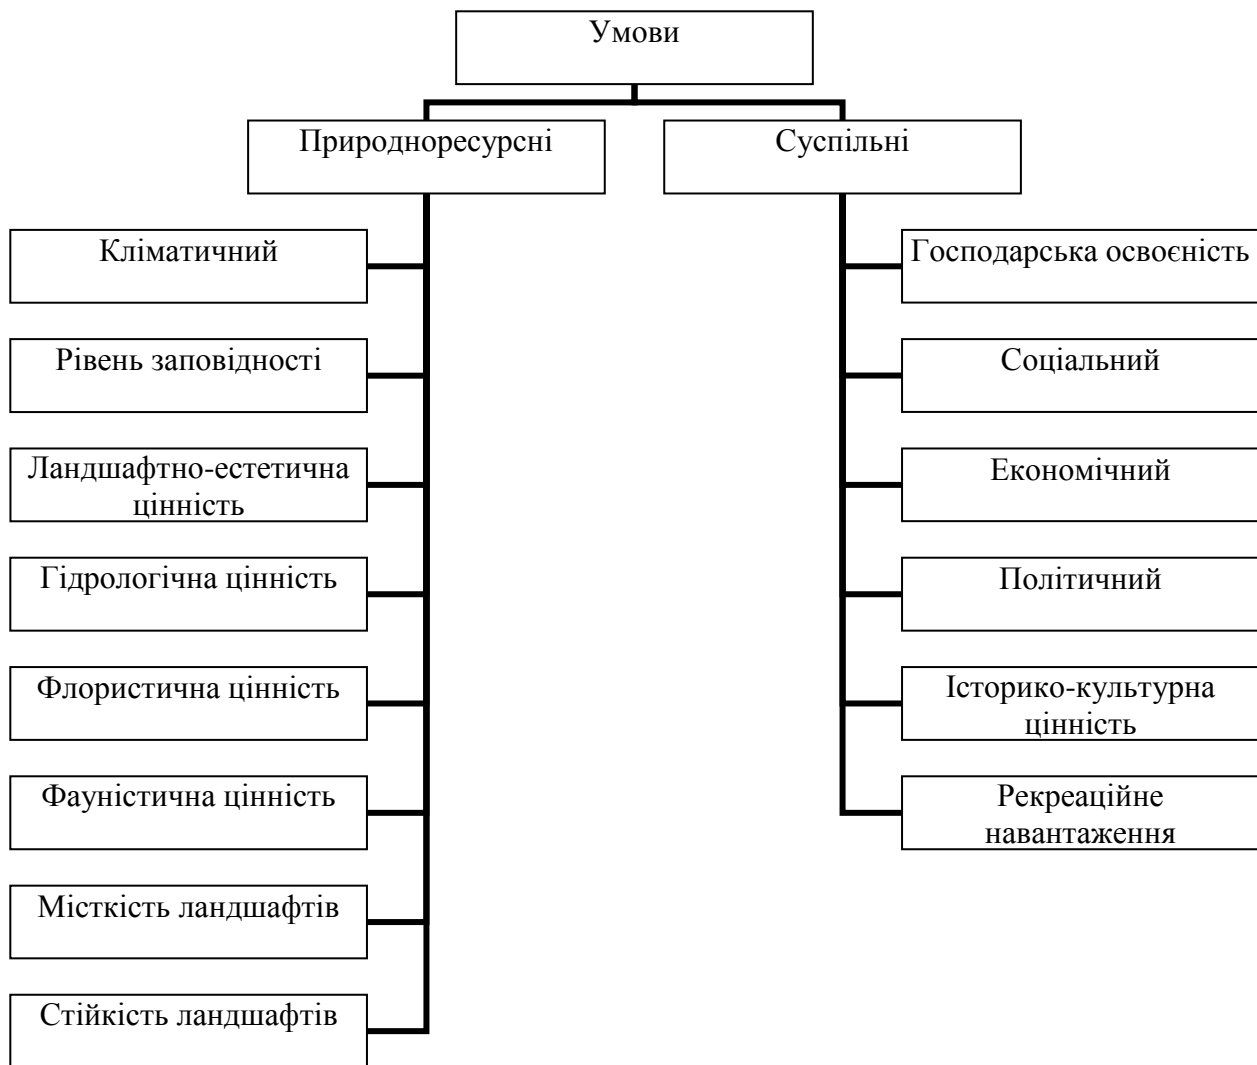 Умови
Природноресурсні
Суспільні
Кліматичний
Рівень заповідності
Ландшафтно-естетична
цінність
Гідрологічна цінність
Флористична цінність
Фауністична цінність
Місткість ландшафтів
Стійкість ландшафтів
Господарська освоєність
Соціальний
Економічний
Політичний
Історико-культурна
цінність
Рекреаційне
навантаження